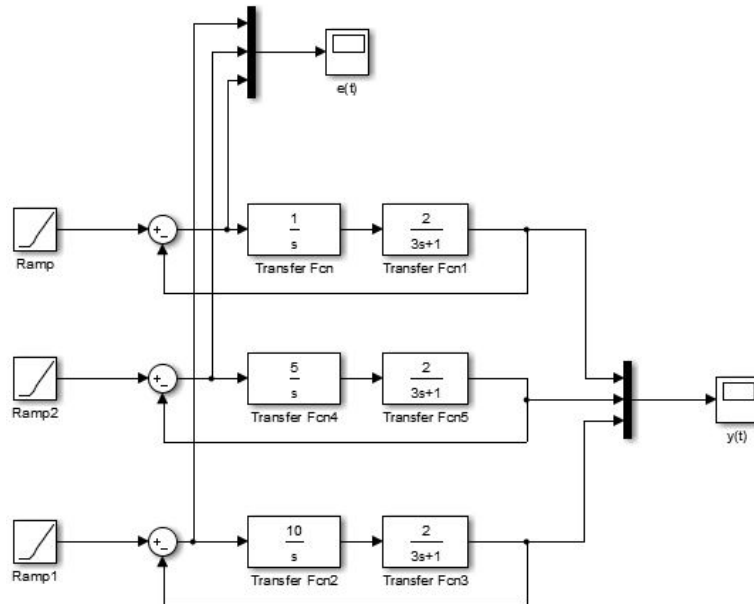 e(t)
+
−
1
s
2
3s+1
Ramp
Transfer Fcn
Transfer Fcn1
+
−
5
s
2
3s+1
Ramp2
Transfer Fcn4
Transfer Fcn5
y(t)
+
−
10
s
2
3s+1
Ramp1
Transfer Fcn2
Transfer Fcn3